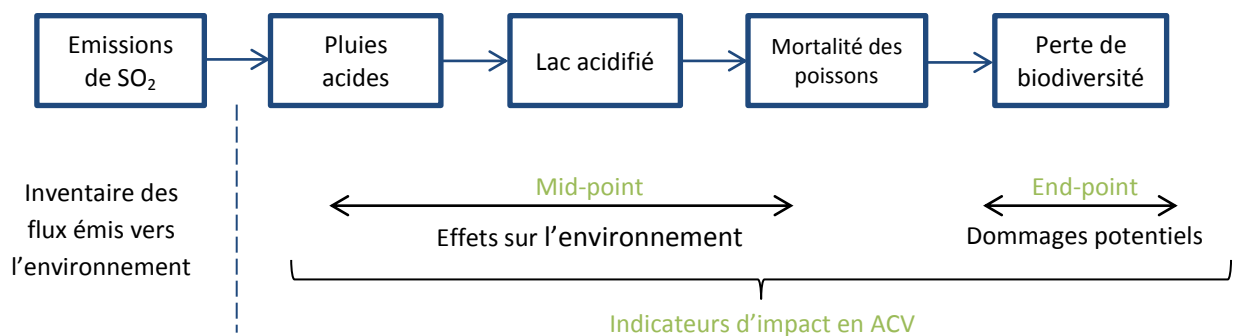 Emissions
de SO₂
Pluies
acides
Lac acidifié
Mortalité des
poissons
Perte de
biodiversité
Inventaire des
flux émis vers
l’environnement
Mid-point
Effets sur l’environnement
End-point
Dommages potentiels
Indicateurs d’impact en ACV